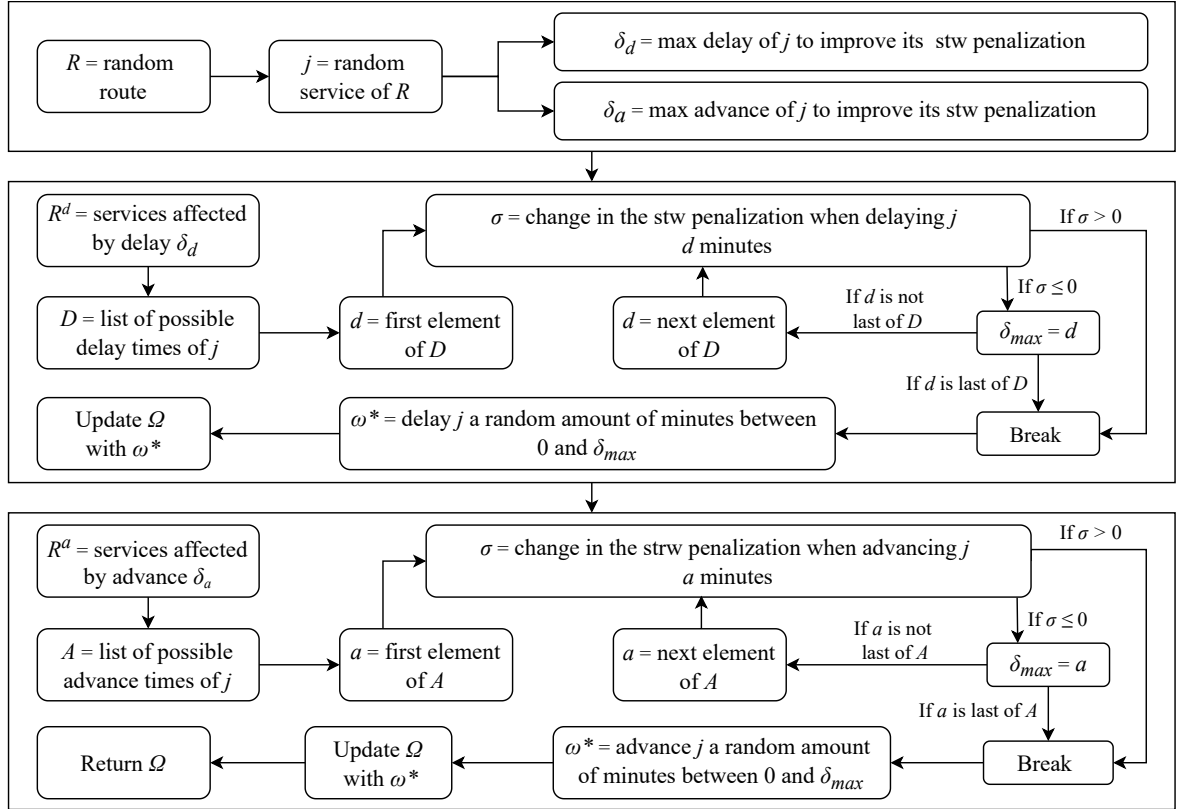 R = random
route
j = random
service of R
δd = max delay of j to improve its stw penalization
δa = max advance of j to improve its stw penalization
Rd = services affected
by delay δd
σ = change in the stw penalization when delaying j
d minutes
If σ > 0
If σ ≤ 0
D = list of possible
delay times of j
d = first element
of D
d = next element
of D
If d is not
last of D
δmax = d
If d is last of D
Update Ω
with ω*
ω* = delay j a random amount of minutes between
0 and δmax
Break
Ra = services affected
by advance δa
σ = change in the strw penalization when advancing j
a minutes
If σ > 0
If σ ≤ 0
A = list of possible
advance times of j
a = first element
of A
a = next element
of A
If a is not
last of A
δmax = a
If a is last of A
Return Ω
Update Ω
with ω*
ω* = advance j a random amount
of minutes between 0 and δmax
Break